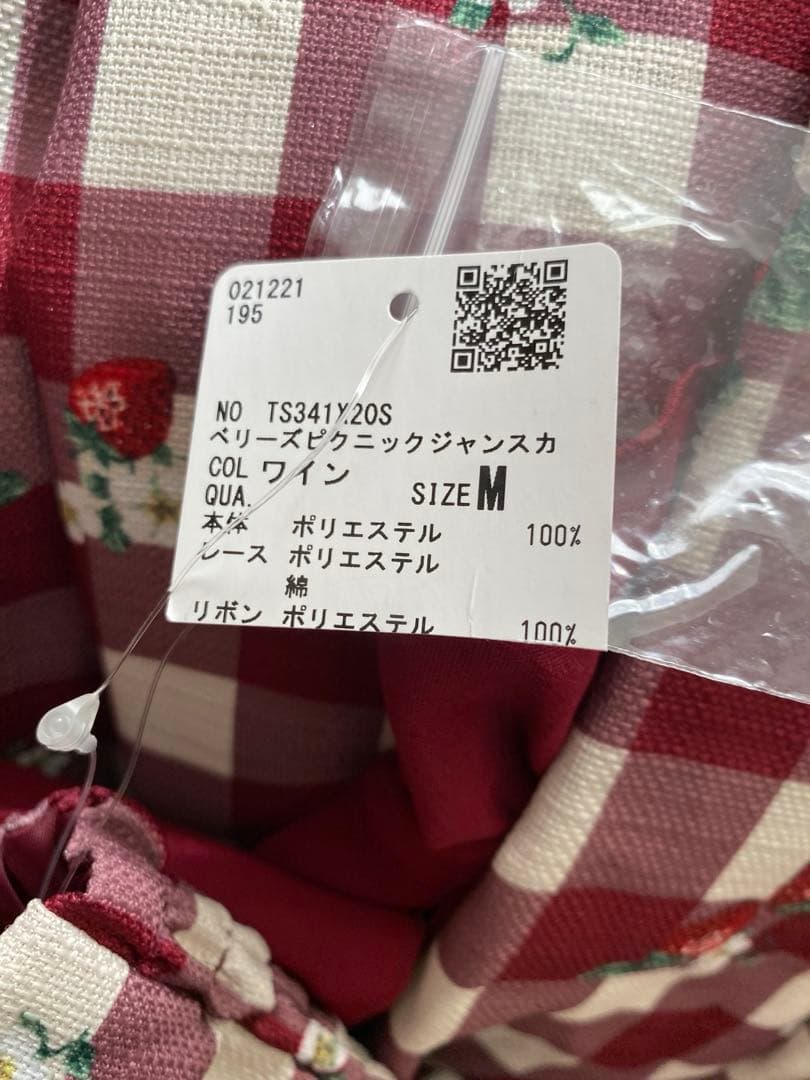 021221
195
NO TS341X20S
ベリーズピクニックジャンスカ
COL ワイン
QUA. SIZE M
本体 ポリエステル 100%
レース ポリエステル
綿
リボン ポリエステル 100%